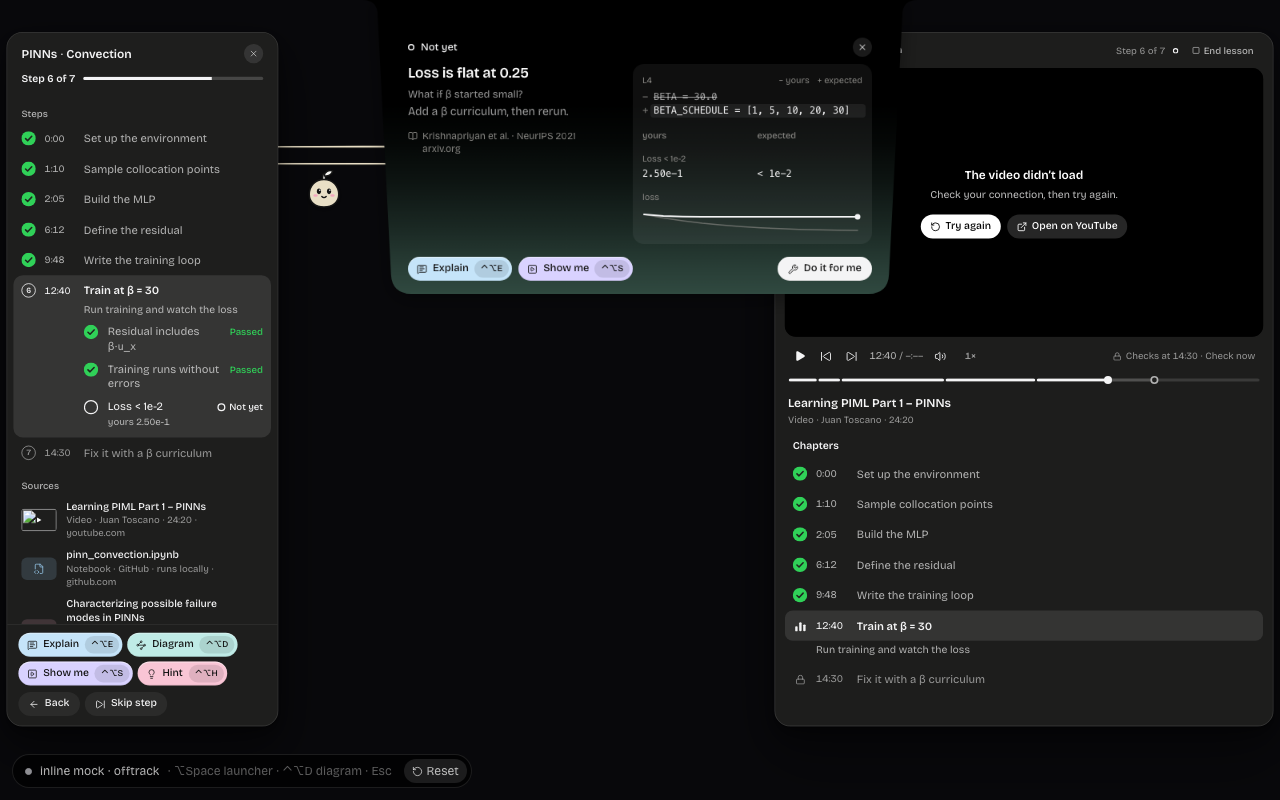 PINNs · Convection
Step 6 of 7
Steps
0:00 Set up the environment
1:10 Sample collocation points
2:05 Build the MLP
6:12 Define the residual
9:48 Write the training loop
6 12:40 Train at β = 30
Run training and watch the loss
Residual includes Passed
β·u_x
Training runs without Passed
errors
Loss < 1e-2 Not yet
yours 2.50e-1
7 14:30 Fix it with a β curriculum
Sources
Learning PIML Part 1 – PINNs
Video · Juan Toscano · 24:20 ·
youtube.com
pinn_convection.ipynb
Notebook · GitHub · runs locally ·
github.com
Characterizing possible failure
modes in PINNs
Explain ^⌥E Diagram ^⌥D
Show me ^⌥S Hint ^⌥H
Back Skip step
Not yet
Loss is flat at 0.25
What if β started small?
Add a β curriculum, then rerun.
Krishnapriyan et al. · NeurIPS 2021
arxiv.org
L4 − yours + expected
− BETA = 30.0
+ BETA_SCHEDULE = [1, 5, 10, 20, 30]
yours expected
Loss < 1e-2
2.50e−1 < 1e−2
loss
Explain ^⌥E Show me ^⌥S Do it for me
Step 6 of 7 End lesson
The video didn’t load
Check your connection, then try again.
Try again Open on YouTube
12:40 / –:–– 1× Checks at 14:30 · Check now
Learning PIML Part 1 – PINNs
Video · Juan Toscano · 24:20
Chapters
0:00 Set up the environment
1:10 Sample collocation points
2:05 Build the MLP
6:12 Define the residual
9:48 Write the training loop
12:40 Train at β = 30
Run training and watch the loss
14:30 Fix it with a β curriculum
inline mock · offtrack · ⌥Space launcher · ^⌥D diagram · Esc Reset